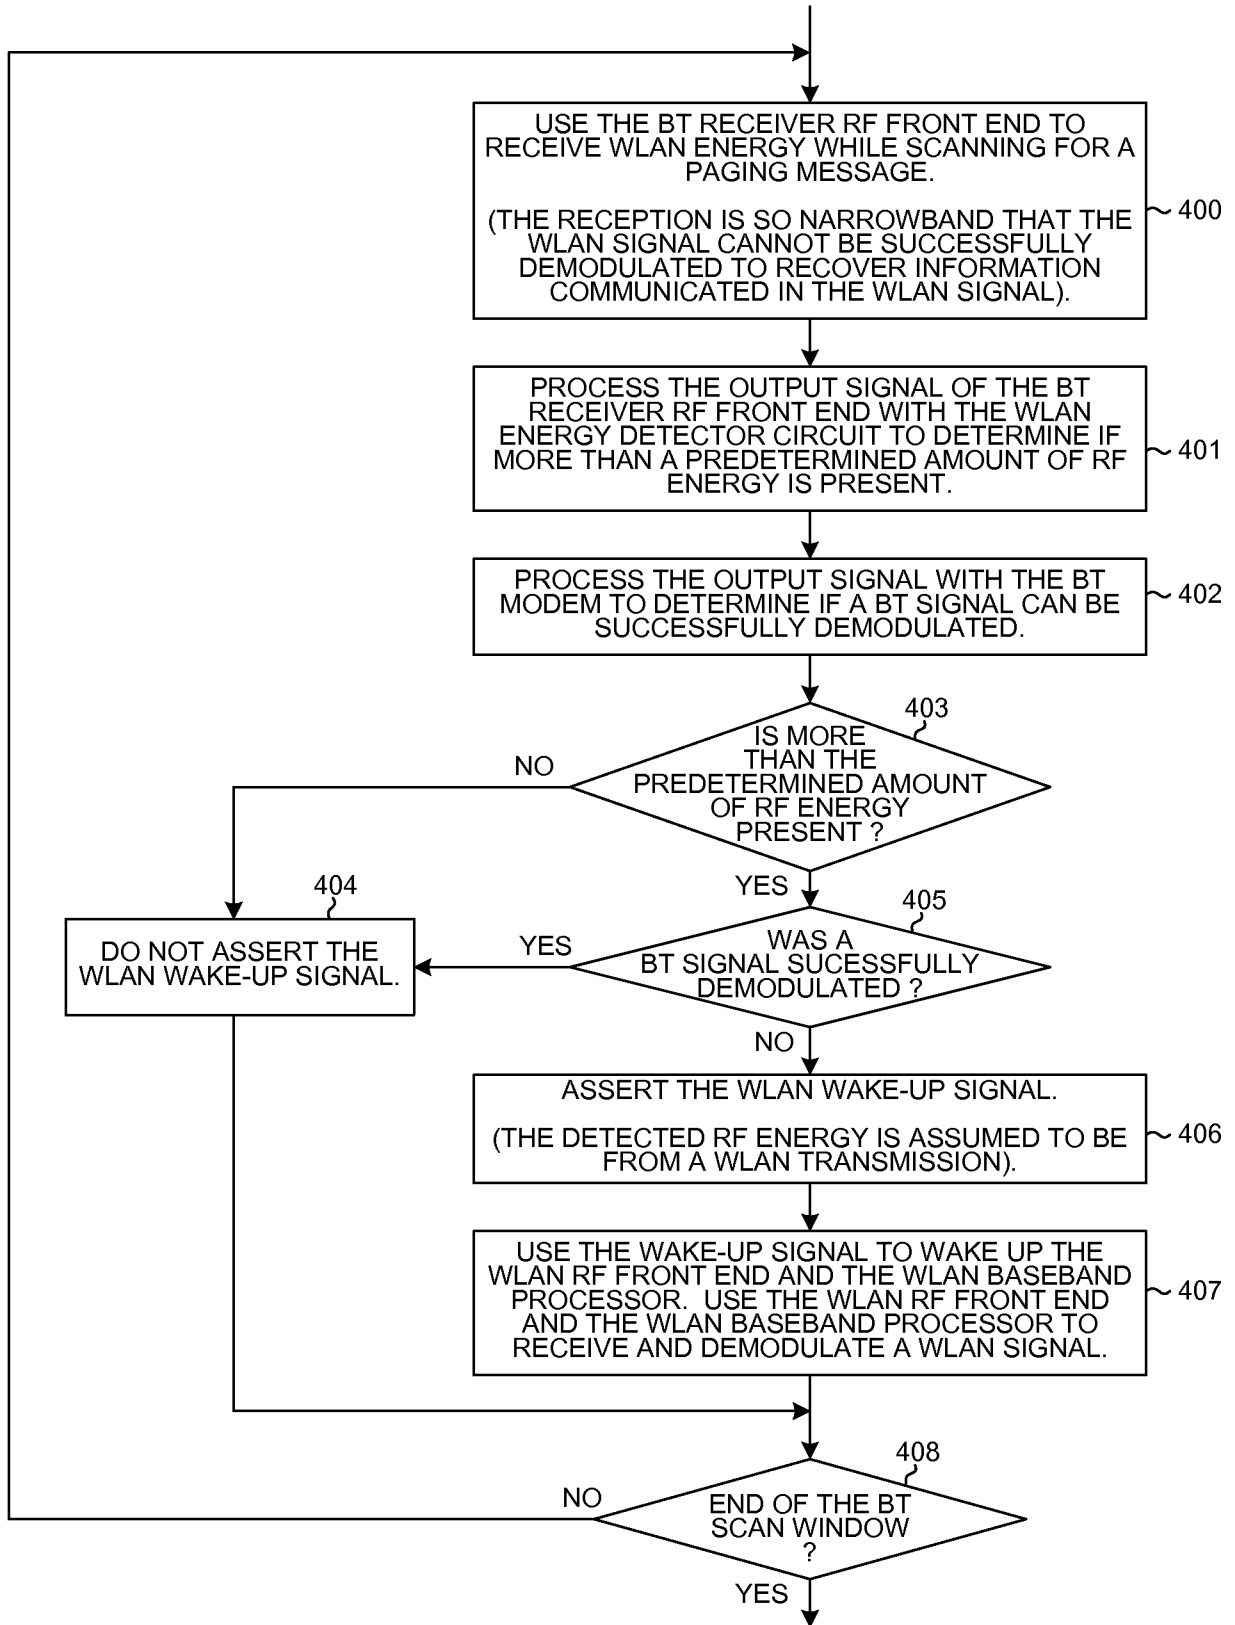 USE THE BT RECEIVER RF FRONT END TO
RECEIVE WLAN ENERGY WHILE SCANNING FOR A
PAGING MESSAGE.
(THE RECEPTION IS SO NARROWBAND THAT THE
WLAN SIGNAL CANNOT BE SUCCESSFULLY
DEMODULATED TO RECOVER INFORMATION
COMMUNICATED IN THE WLAN SIGNAL).
400
PROCESS THE OUTPUT SIGNAL OF THE BT
RECEIVER RF FRONT END WITH THE WLAN
ENERGY DETECTOR CIRCUIT TO DETERMINE IF
MORE THAN A PREDETERMINED AMOUNT OF RF
ENERGY IS PRESENT.
401
PROCESS THE OUTPUT SIGNAL WITH THE BT
MODEM TO DETERMINE IF A BT SIGNAL CAN BE
SUCCESSFULLY DEMODULATED.
402
403
IS MORE
THAN THE
PREDETERMINED AMOUNT
OF RF ENERGY
PRESENT ?
NO
YES
404
DO NOT ASSERT THE
WLAN WAKE-UP SIGNAL.
405
WAS A
BT SIGNAL SUCESSFULLY
DEMODULATED ?
YES
NO
ASSERT THE WLAN WAKE-UP SIGNAL.
(THE DETECTED RF ENERGY IS ASSUMED TO BE
FROM A WLAN TRANSMISSION).
406
USE THE WAKE-UP SIGNAL TO WAKE UP THE
WLAN RF FRONT END AND THE WLAN BASEBAND
PROCESSOR. USE THE WLAN RF FRONT END
AND THE WLAN BASEBAND PROCESSOR TO
RECEIVE AND DEMODULATE A WLAN SIGNAL.
407
408
END OF THE BT
SCAN WINDOW
?
NO
YES